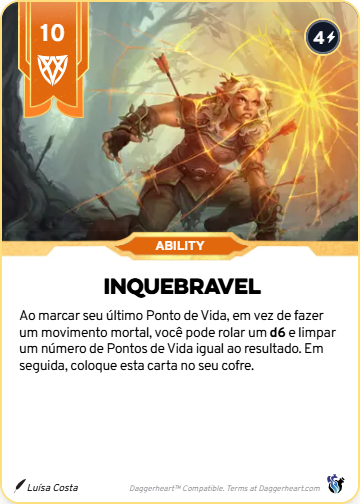 10
4
ABILITY
INQUEBRAVEL
Ao marcar seu último Ponto de Vida, em vez de fazer
um movimento mortal, você pode rolar um d6 e limpar
um número de Pontos de Vida igual ao resultado. Em
seguida, coloque esta carta no seu cofre.
Luísa Costa
Daggerheart™ Compatible. Terms at Daggerheart.com